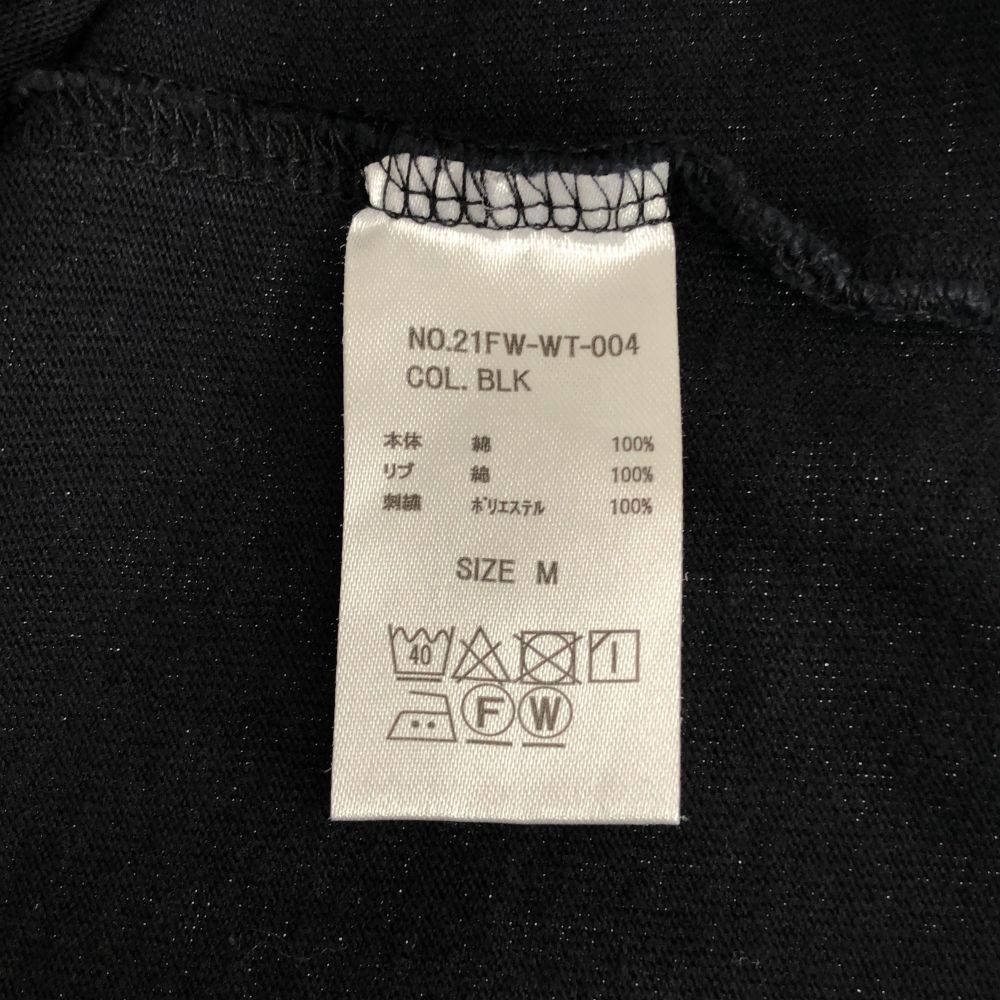 NO.21FW-WT-004
COL. BLK
本体 綿 100%
リブ 綿 100%
刺繍 ポリエステル 100%
SIZE M
40
F W